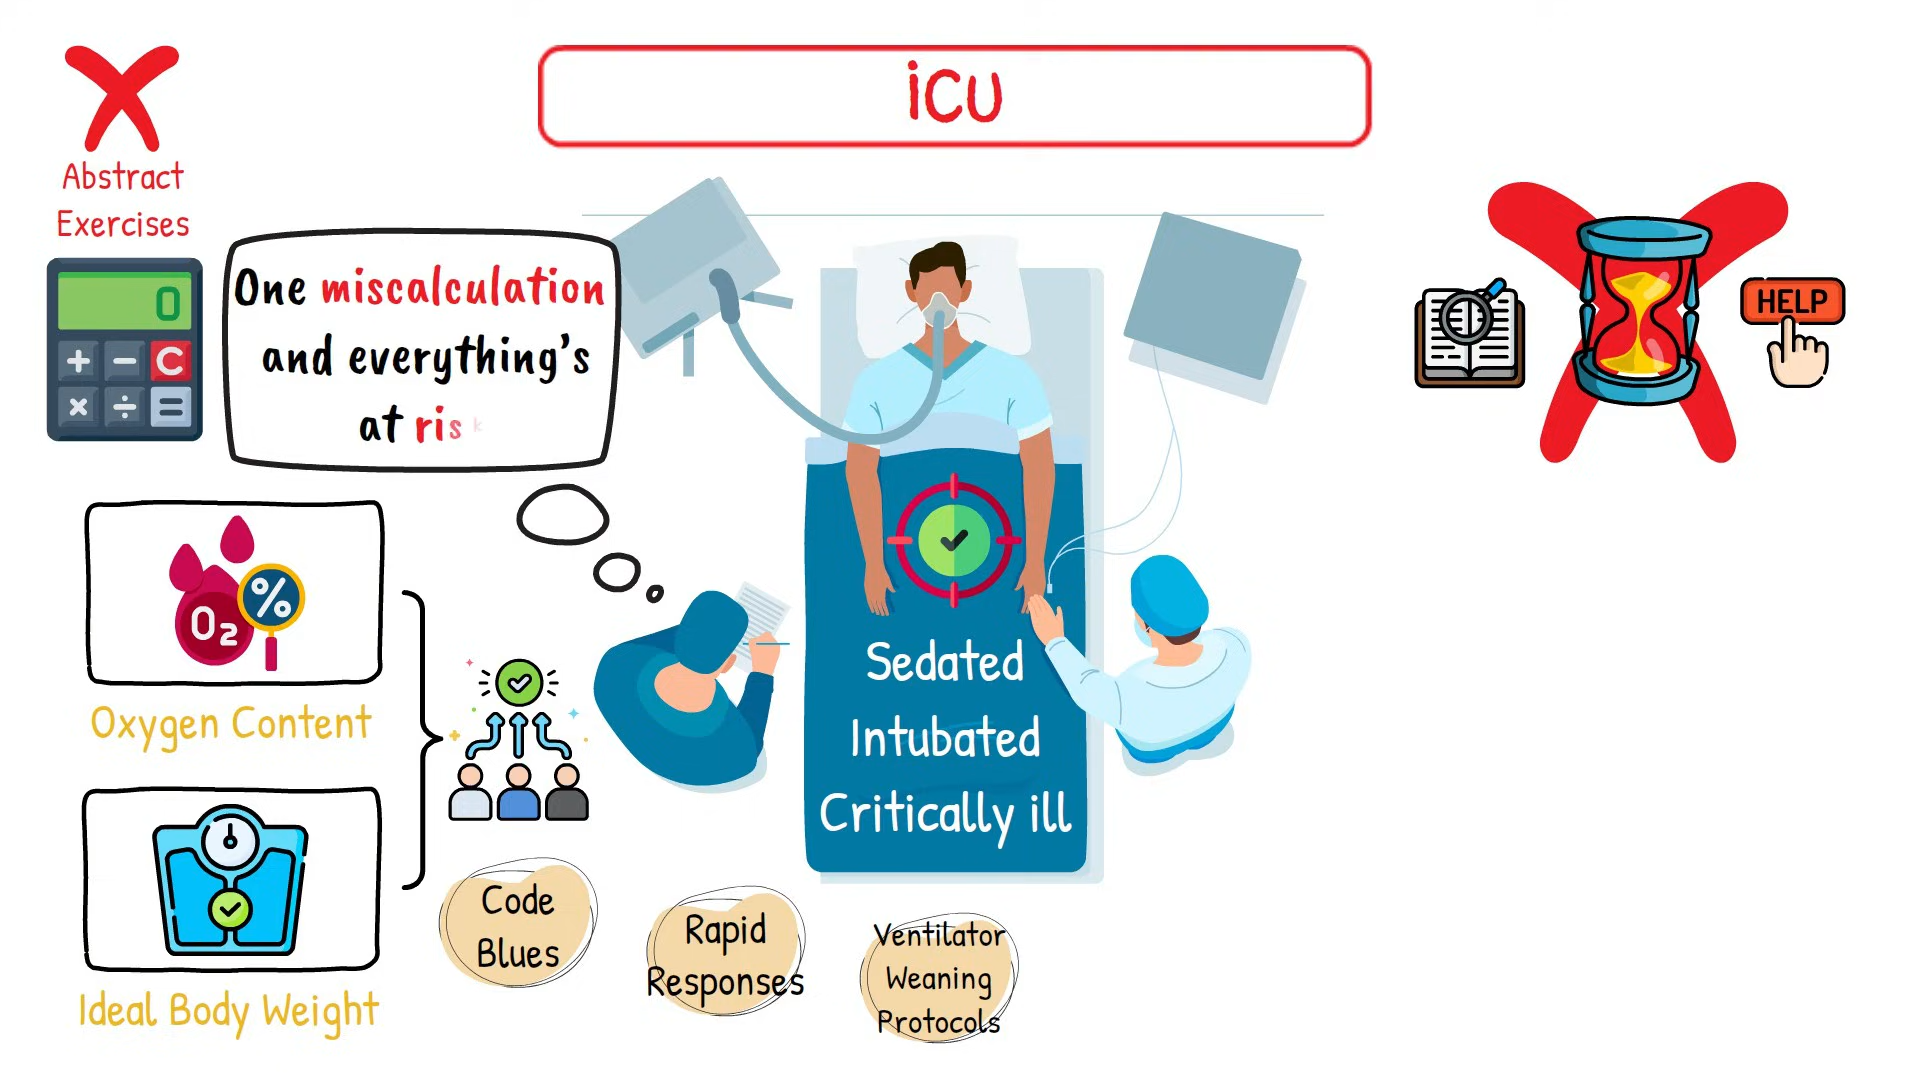 iCU
Abstract
Exercises
0
+ - C
× ÷ =
One miscalculation
and everything's
at risk
HELP
O₂ %
Oxygen Content
Ideal Body Weight
Sedated
Intubated
Critically ill
Code
Blues
Rapid
Responses
Ventilator
Weaning
Protocols